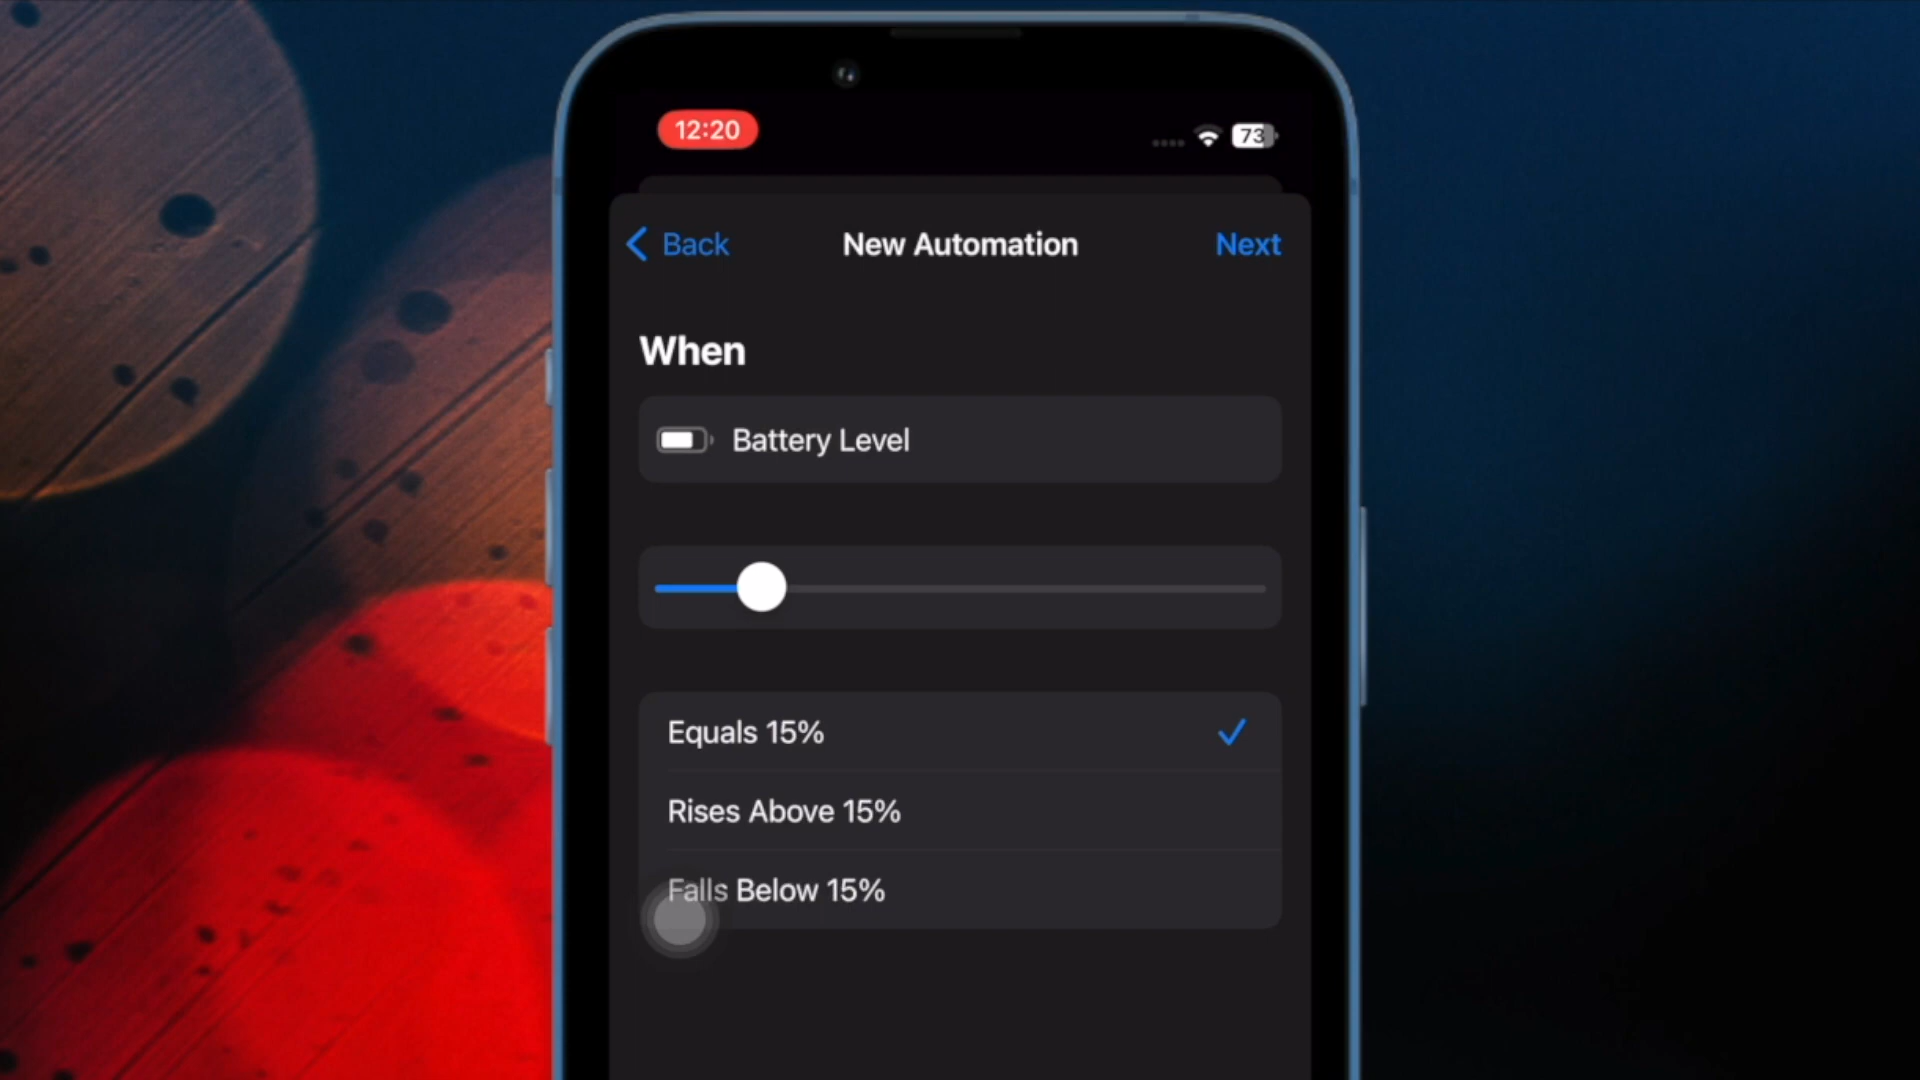 12:20
73
Back
New Automation
Next
When
Battery Level
Equals 15%
Rises Above 15%
Falls Below 15%